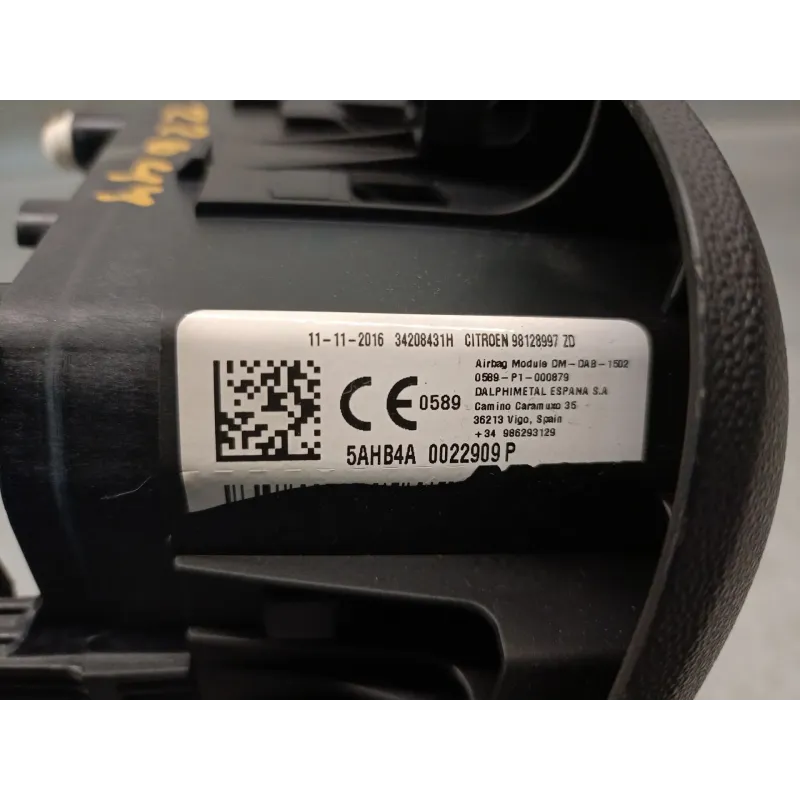 11-11-2016 34208431H CITROEN 98128997 ZD
Airbag Module DM-DAB-1502
0589-P1-000879
DALPHIMETAL ESPANA S.A
Camino Caramuxo 35
36213 Vigo, Spain
+34 986293129
CE 0589
5AHB4A 0022909 P